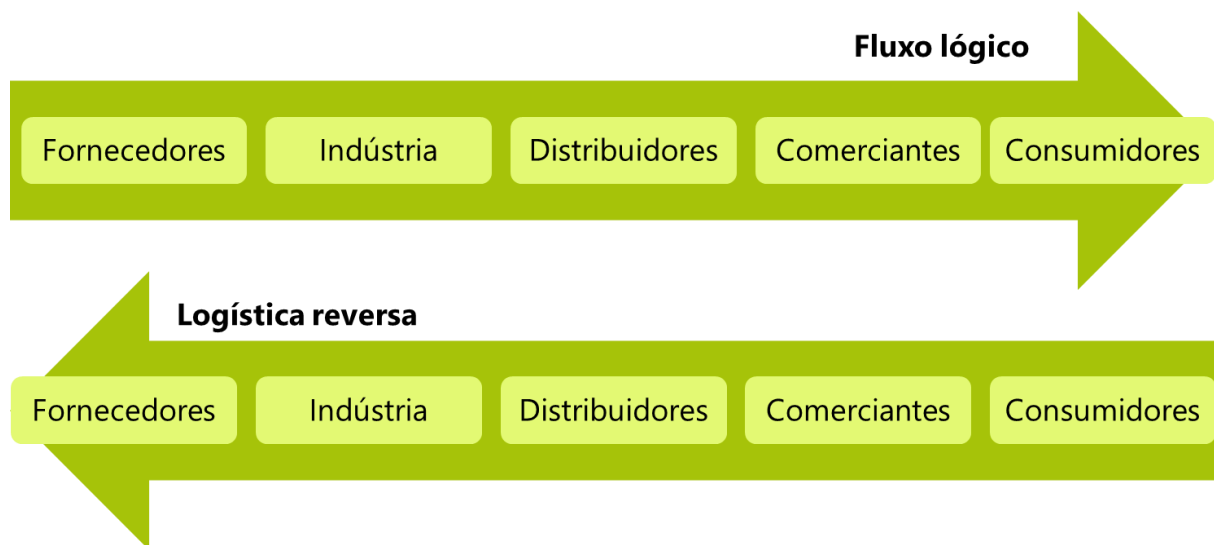 Fluxo lógico
Fornecedores Indústria Distribuidores Comerciantes Consumidores
Logística reversa
Fornecedores Indústria Distribuidores Comerciantes Consumidores